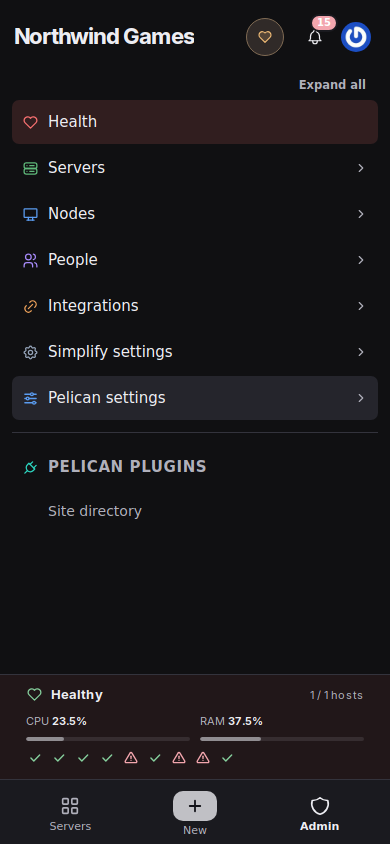 Northwind Games
15
Expand all
Health
Servers
Nodes
People
Integrations
Simplify settings
Pelican settings
PELICAN PLUGINS
Site directory
Healthy 1/1 hosts
CPU 23.5% RAM 37.5%
Servers New Admin